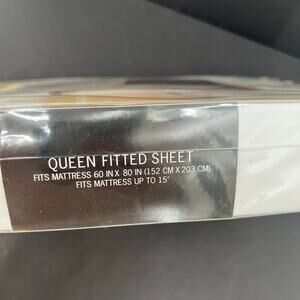 QUEEN FITTED SHEET
FITS MATTRESS 60 IN X 80 IN (152 CM X 203 CM)
FITS MATTRESS UP TO 15"